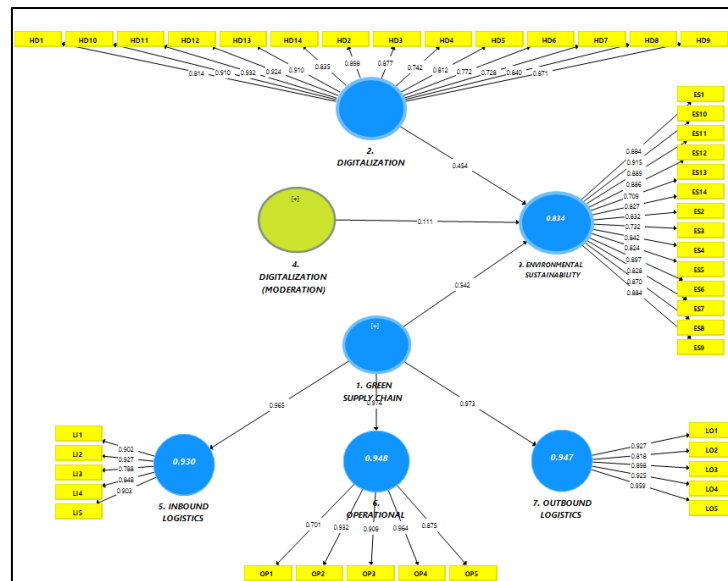 HD1 HD10 HD11 HD12 HD13 HD14 HD2 HD3 HD4 HD5 HD6 HD7 HD8 HD9
0.814 0.910 0.932 0.924 0.910 0.835 0.898 0.877 0.742 0.812 0.772 0.728 0.840 0.871
2.
DIGITALIZATION
0.454
[+]
4.
DIGITALIZATION
(MODERATION)
0.111
0.834
3. ENVIRONMENTAL
SUSTAINABILITY
ES1
ES10
ES11
ES12
ES13
ES14
ES2
ES3
ES4
ES5
ES6
ES7
ES8
ES9
0.884
0.915
0.889
0.886
0.709
0.827
0.832
0.732
0.842
0.824
0.897
0.828
0.870
0.884
0.542
[+]
1. GREEN
SUPPLY CHAIN
0.965
0.974
0.973
LI1
LI2
LI3
LI4
LI5
0.902
0.927
0.788
0.848
0.903
0.930
5. INBOUND
LOGISTICS
0.948
6.
OPERATIONAL
0.947
7. OUTBOUND
LOGISTICS
0.927
0.818
0.898
0.925
0.959
LO1
LO2
LO3
LO4
LO5
0.701 0.932 0.909 0.964 0.875
OP1 OP2 OP3 OP4 OP5